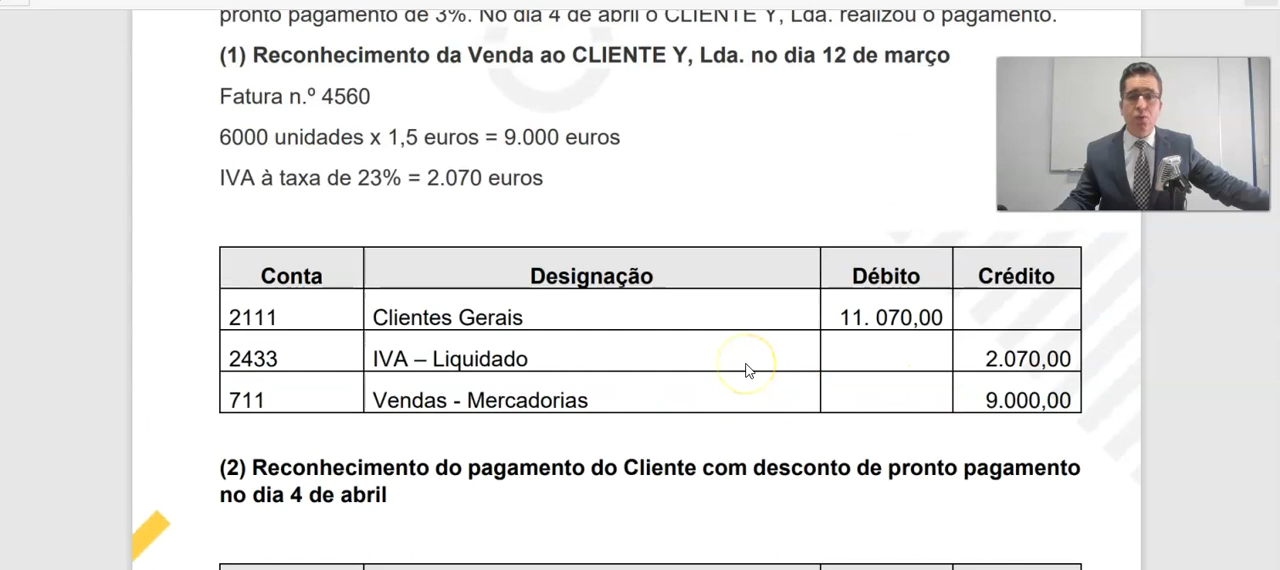 pronto pagamento de 3%. No dia 4 de abril o CLIENTE Y, Lda. realizou o pagamento.
(1) Reconhecimento da Venda ao CLIENTE Y, Lda. no dia 12 de março
Fatura n.º 4560
6000 unidades x 1,5 euros = 9.000 euros
IVA à taxa de 23% = 2.070 euros
Conta Designação Débito Crédito
2111 Clientes Gerais 11. 070,00
2433 IVA – Liquidado 2.070,00
711 Vendas - Mercadorias 9.000,00
(2) Reconhecimento do pagamento do Cliente com desconto de pronto pagamento
no dia 4 de abril